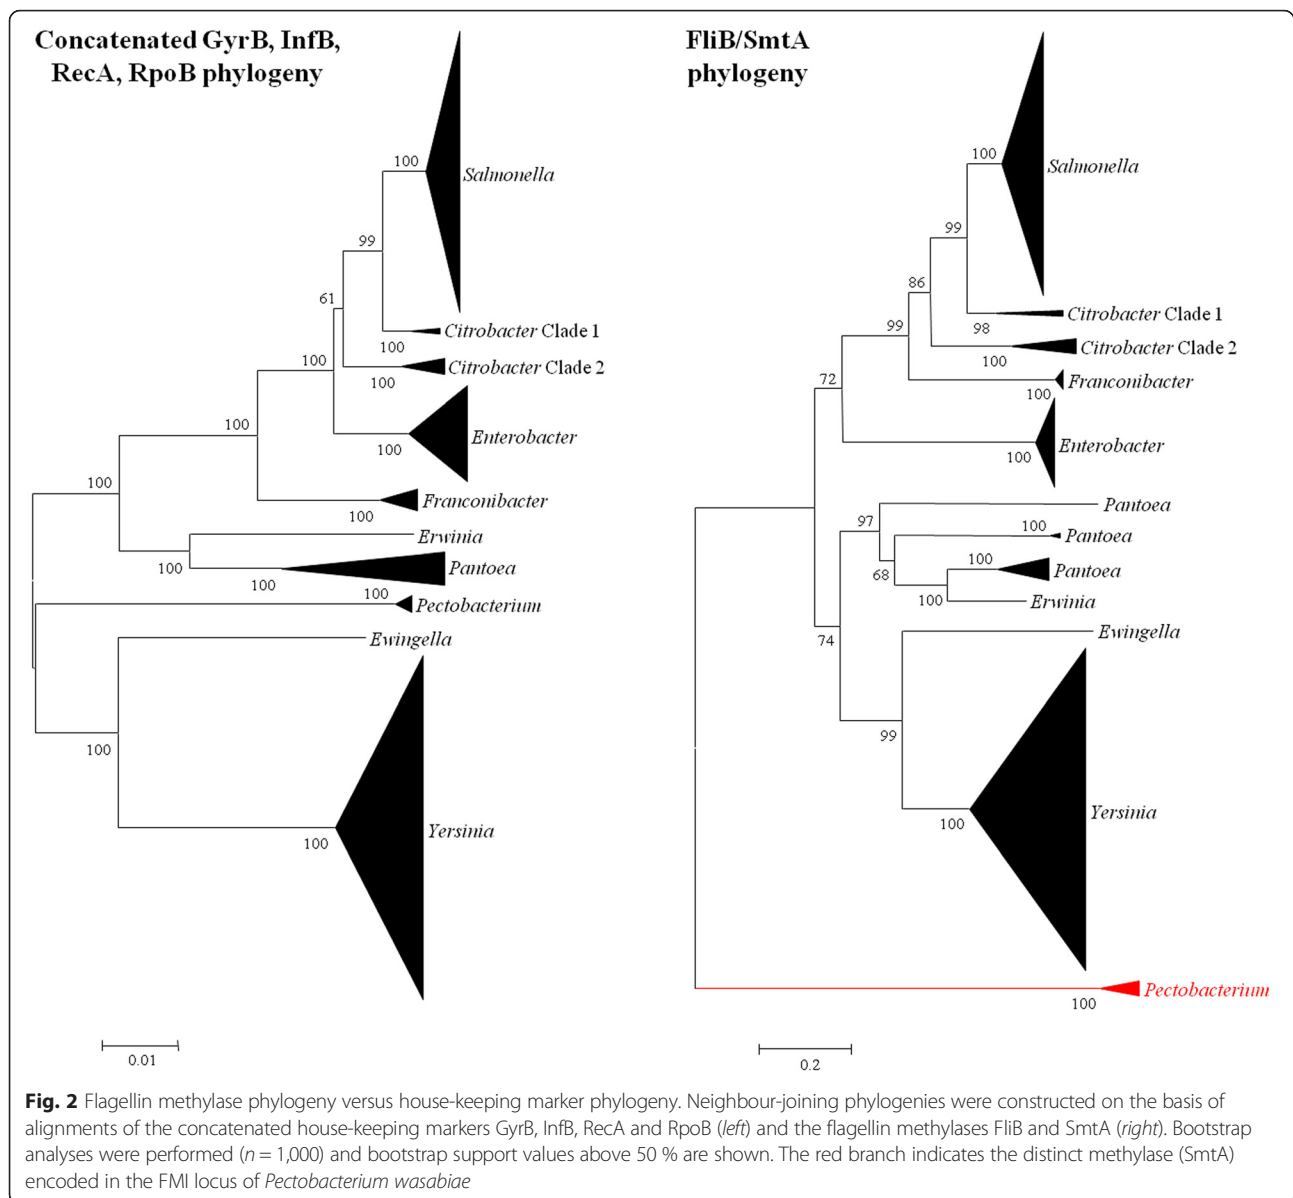 Concatenated GyrB, InfB,
RecA, RpoB phylogeny
100
Salmonella
99
61
Citrobacter Clade 1
100
100
Citrobacter Clade 2
100
100
Enterobacter
100
100
Franconibacter
100
Erwinia
100
Pantoea
100
100
Pectobacterium
Ewingella
100
Yersinia
100
0.01
FliB/SmtA
phylogeny
100
Salmonella
99
86
Citrobacter Clade 1
98
99
Citrobacter Clade 2
100
72
Franconibacter
100
Enterobacter
100
Pantoea
97
100
Pantoea
68
100
Pantoea
100
Erwinia
74
Ewingella
99
Yersinia
100
Pectobacterium
100
0.2
Fig. 2 Flagellin methylase phylogeny versus house-keeping marker phylogeny. Neighbour-joining phylogenies were constructed on the basis of
alignments of the concatenated house-keeping markers GyrB, InfB, RecA and RpoB (left) and the flagellin methylases FliB and SmtA (right). Bootstrap
analyses were performed (n = 1,000) and bootstrap support values above 50 % are shown. The red branch indicates the distinct methylase (SmtA)
encoded in the FMI locus of Pectobacterium wasabiae